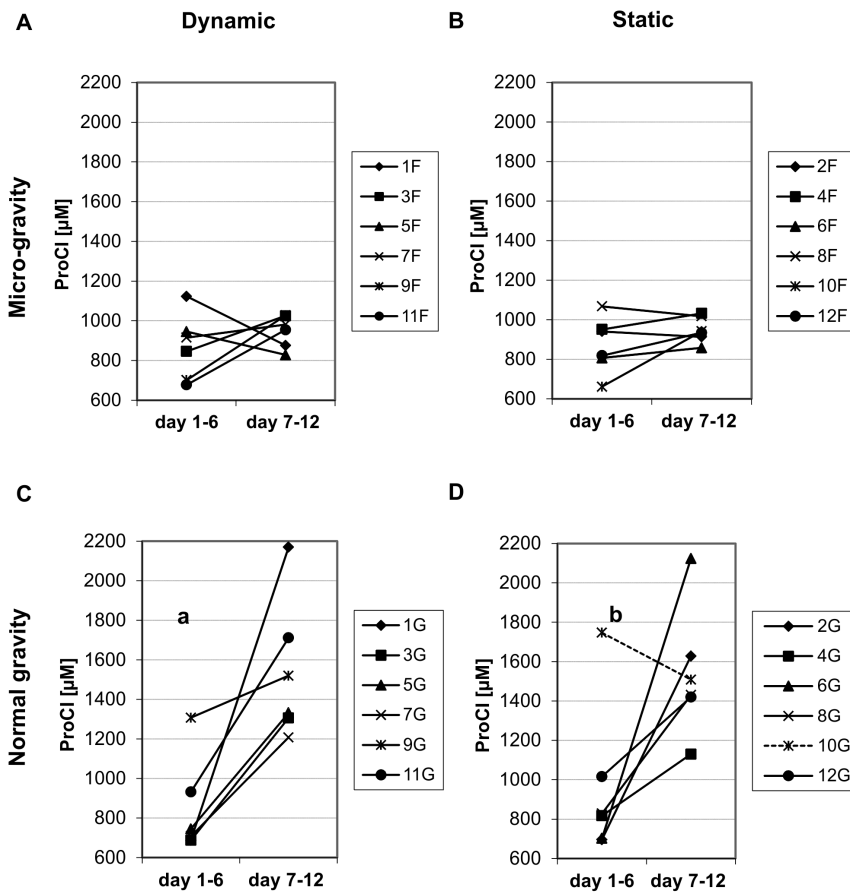 A
Dynamic
B
Static
Micro-gravity
ProCI [µM]
2200
2000
1800
1600
1400
1200
1000
800
600
day 1-6
day 7-12
1F
3F
5F
7F
9F
11F
ProCI [µM]
2200
2000
1800
1600
1400
1200
1000
800
600
day 1-6
day 7-12
2F
4F
6F
8F
10F
12F
C
D
Normal gravity
ProCI [µM]
2200
2000
1800
1600
1400
1200
1000
800
600
a
day 1-6
day 7-12
1G
3G
5G
7G
9G
11G
ProCI [µM]
2200
2000
1800
1600
1400
1200
1000
800
600
b
day 1-6
day 7-12
2G
4G
6G
8G
10G
12G